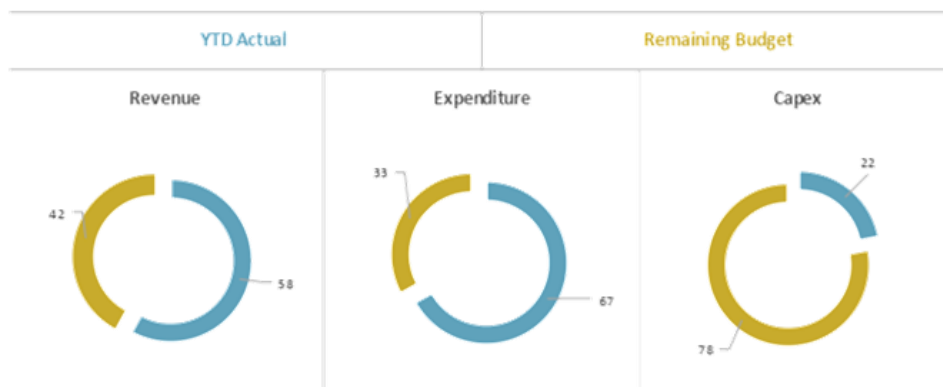 YTD Actual
Remaining Budget
Revenue
Expenditure
Capex
42
58
33
67
22
78